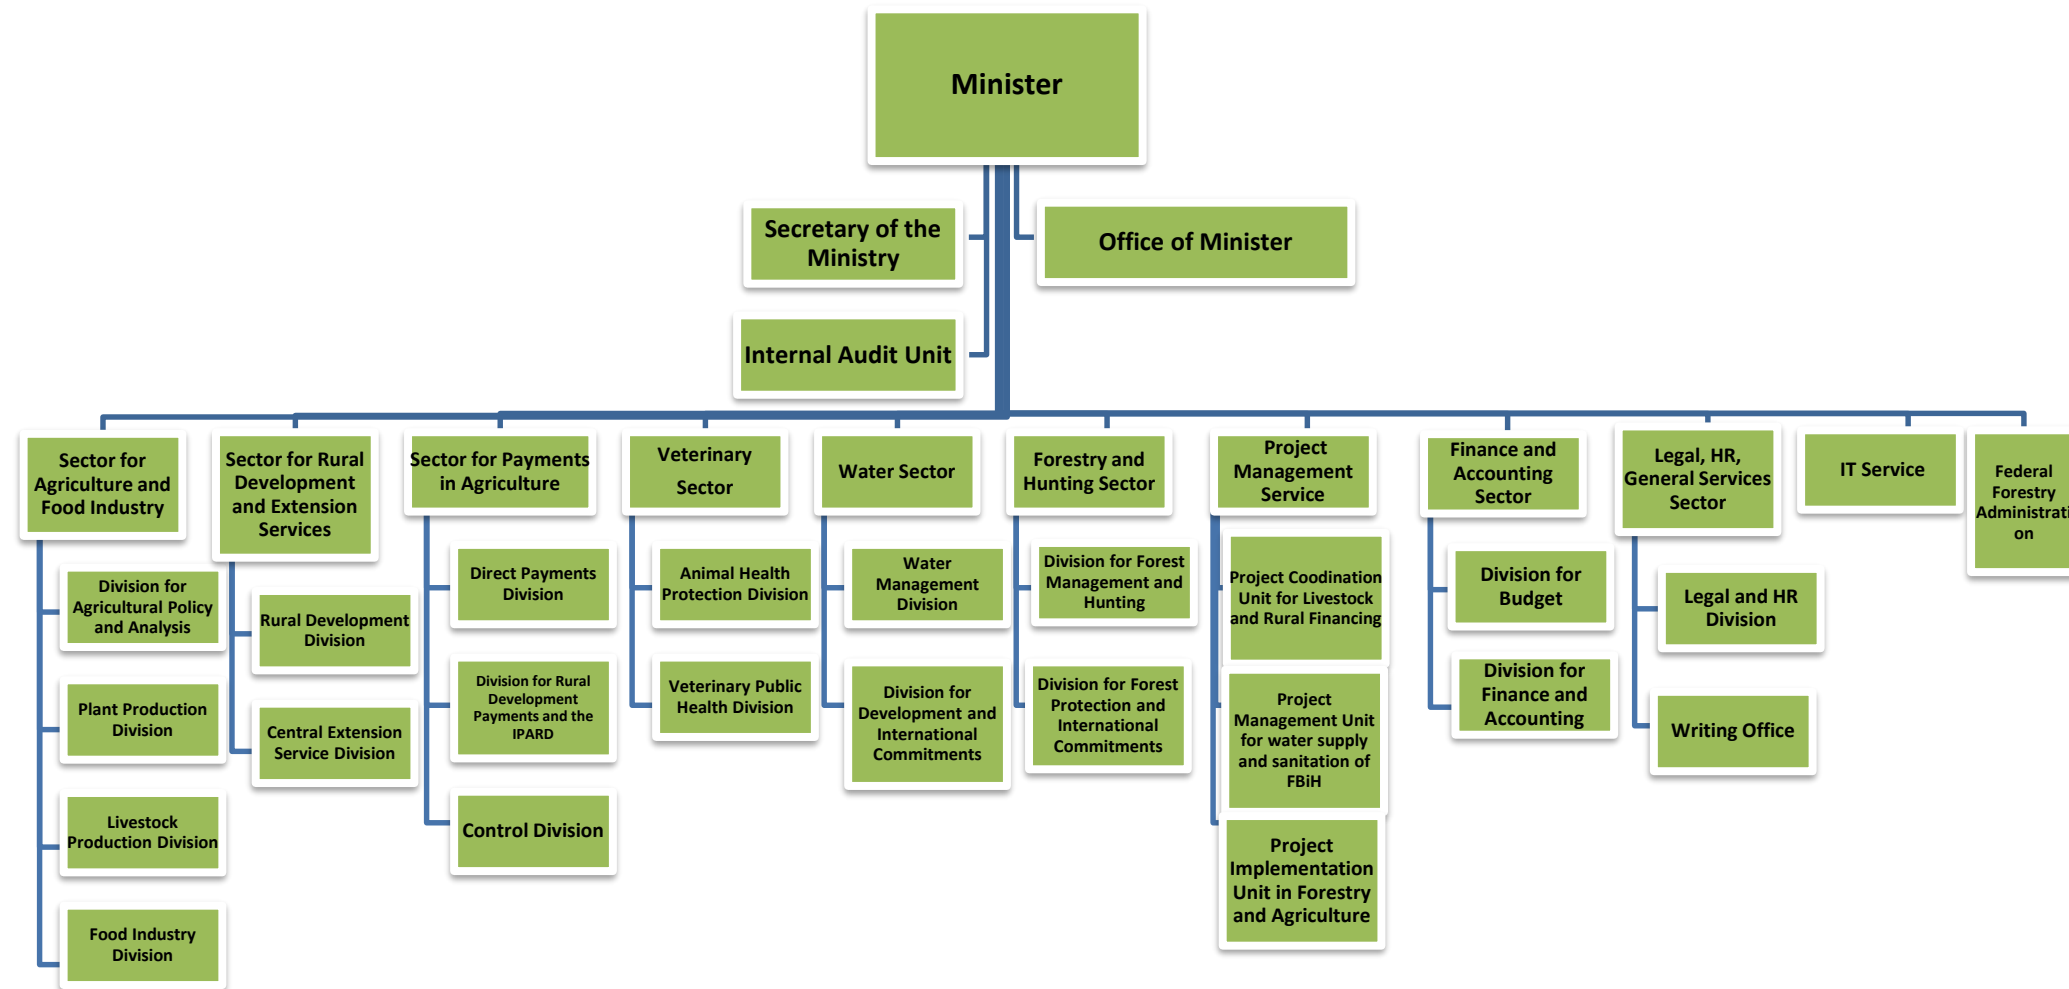 Minister
Secretary of the
Ministry
Office of Minister
Internal Audit Unit
Sector for
Agriculture and
Food Industry
Sector for Rural
Development
and Extension
Services
Sector for Payments
in Agriculture
Veterinary
Sector
Water Sector
Forestry and
Hunting Sector
Project
Management
Service
Finance and
Accounting
Sector
Legal, HR,
General Services
Sector
IT Service
Federal
Forestry
Administrati
on
Division for
Agricultural Policy
and Analysis
Plant Production
Division
Livestock
Production Division
Food Industry
Division
Rural Development
Division
Central Extension
Service Division
Direct Payments
Division
Division for Rural
Development
Payments and the
IPARD
Control Division
Animal Health
Protection Division
Veterinary Public
Health Division
Water
Management
Division
Division for
Development and
International
Commitments
Division for Forest
Management and
Hunting
Division for Forest
Protection and
International
Commitments
Project Coodination
Unit for Livestock
and Rural Financing
Project
Management Unit
for water supply
and sanitation of
FBiH
Project
Implementation
Unit in Forestry
and Agriculture
Division for
Budget
Division for
Finance and
Accounting
Legal and HR
Division
Writing Office